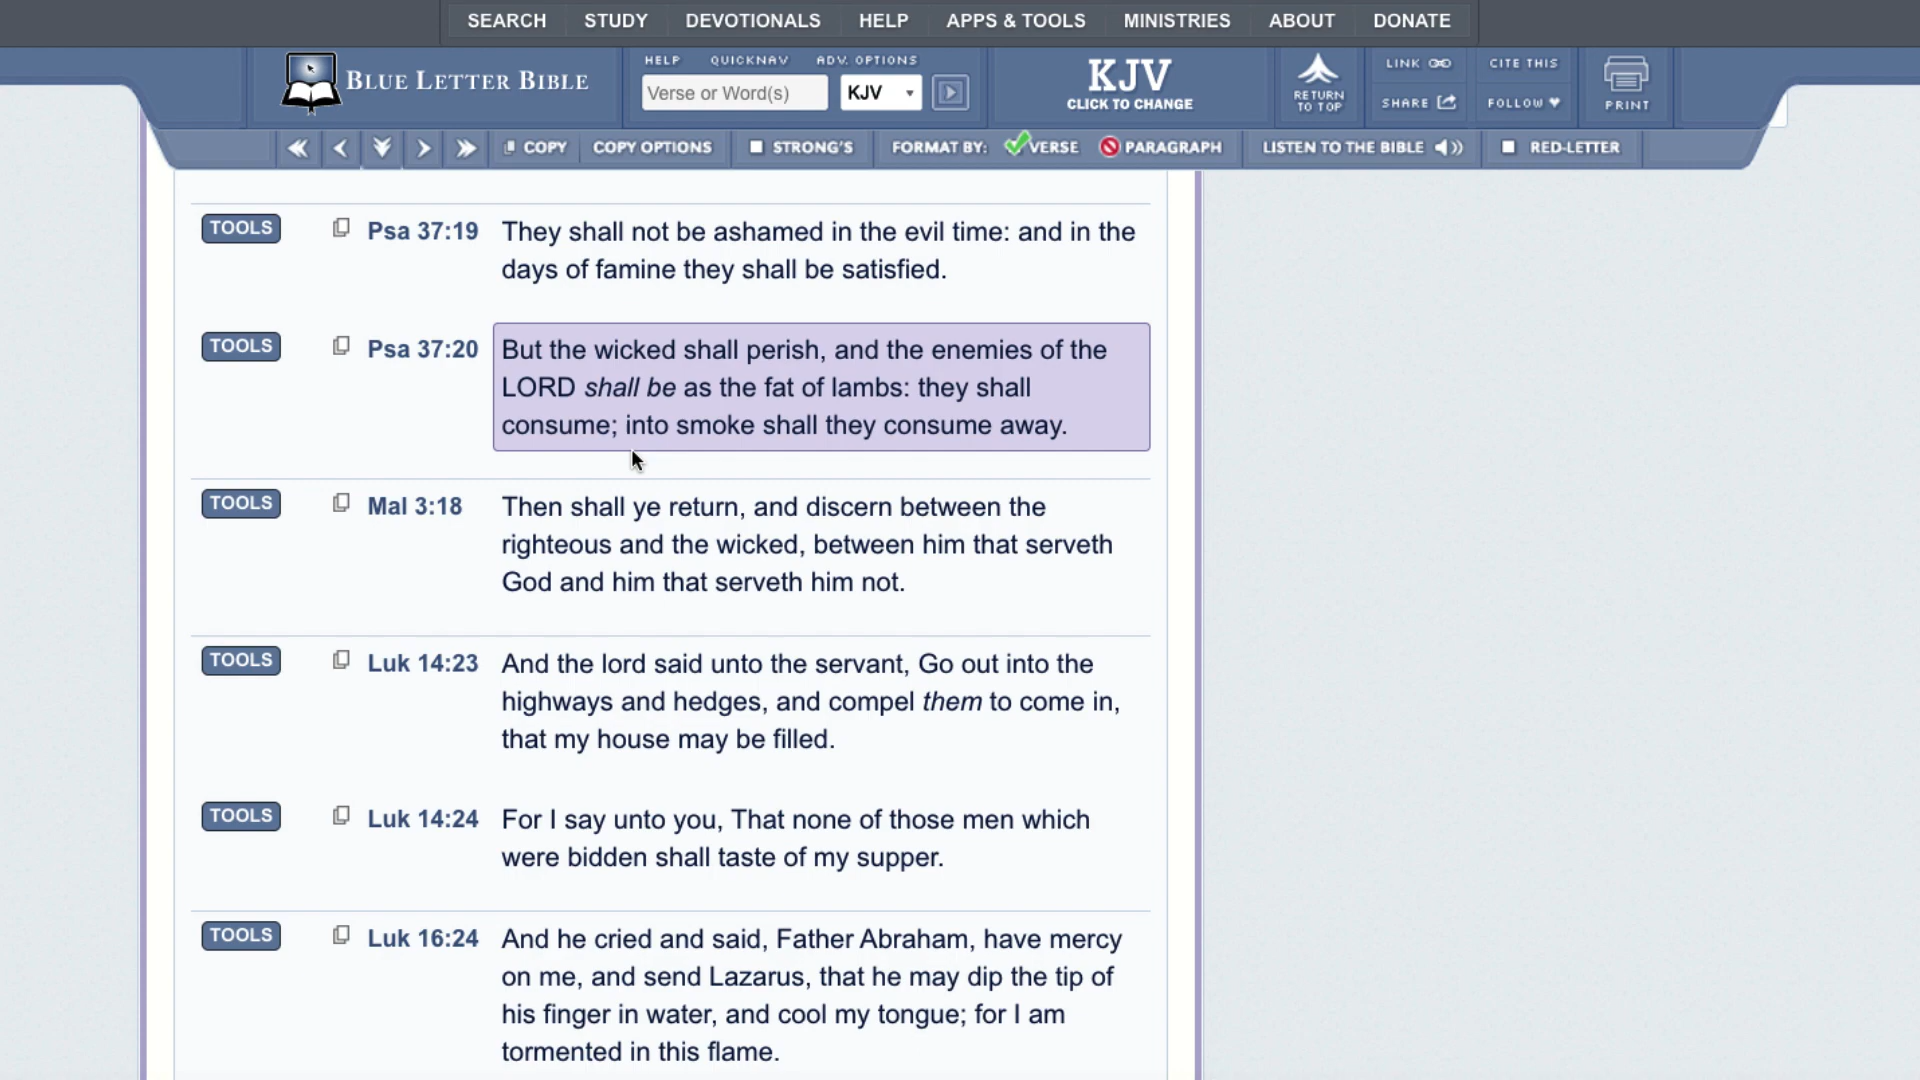 SEARCH STUDY DEVOTIONALS HELP APPS & TOOLS MINISTRIES ABOUT DONATE
BLUE LETTER BIBLE
HELP QUICKNAV ADV. OPTIONS
Verse or Word(s) KJV
KJV
CLICK TO CHANGE
RETURN
TO TOP
LINK
SHARE
CITE THIS
FOLLOW
PRINT
COPY COPY OPTIONS STRONG'S FORMAT BY: VERSE PARAGRAPH LISTEN TO THE BIBLE RED-LETTER
TOOLS Psa 37:19 They shall not be ashamed in the evil time: and in the
days of famine they shall be satisfied.
TOOLS Psa 37:20 But the wicked shall perish, and the enemies of the
LORD shall be as the fat of lambs: they shall
consume; into smoke shall they consume away.
TOOLS Mal 3:18 Then shall ye return, and discern between the
righteous and the wicked, between him that serveth
God and him that serveth him not.
TOOLS Luk 14:23 And the lord said unto the servant, Go out into the
highways and hedges, and compel them to come in,
that my house may be filled.
TOOLS Luk 14:24 For I say unto you, That none of those men which
were bidden shall taste of my supper.
TOOLS Luk 16:24 And he cried and said, Father Abraham, have mercy
on me, and send Lazarus, that he may dip the tip of
his finger in water, and cool my tongue; for I am
tormented in this flame.